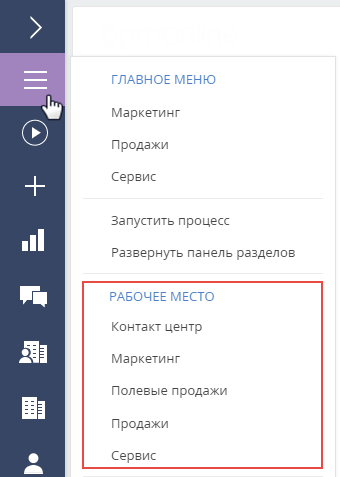 ГЛАВНОЕ МЕНЮ
Маркетинг
Продажи
Сервис
Запустить процесс
Развернуть панель разделов
РАБОЧЕЕ МЕСТО
Контакт центр
Маркетинг
Полевые продажи
Продажи
Сервис